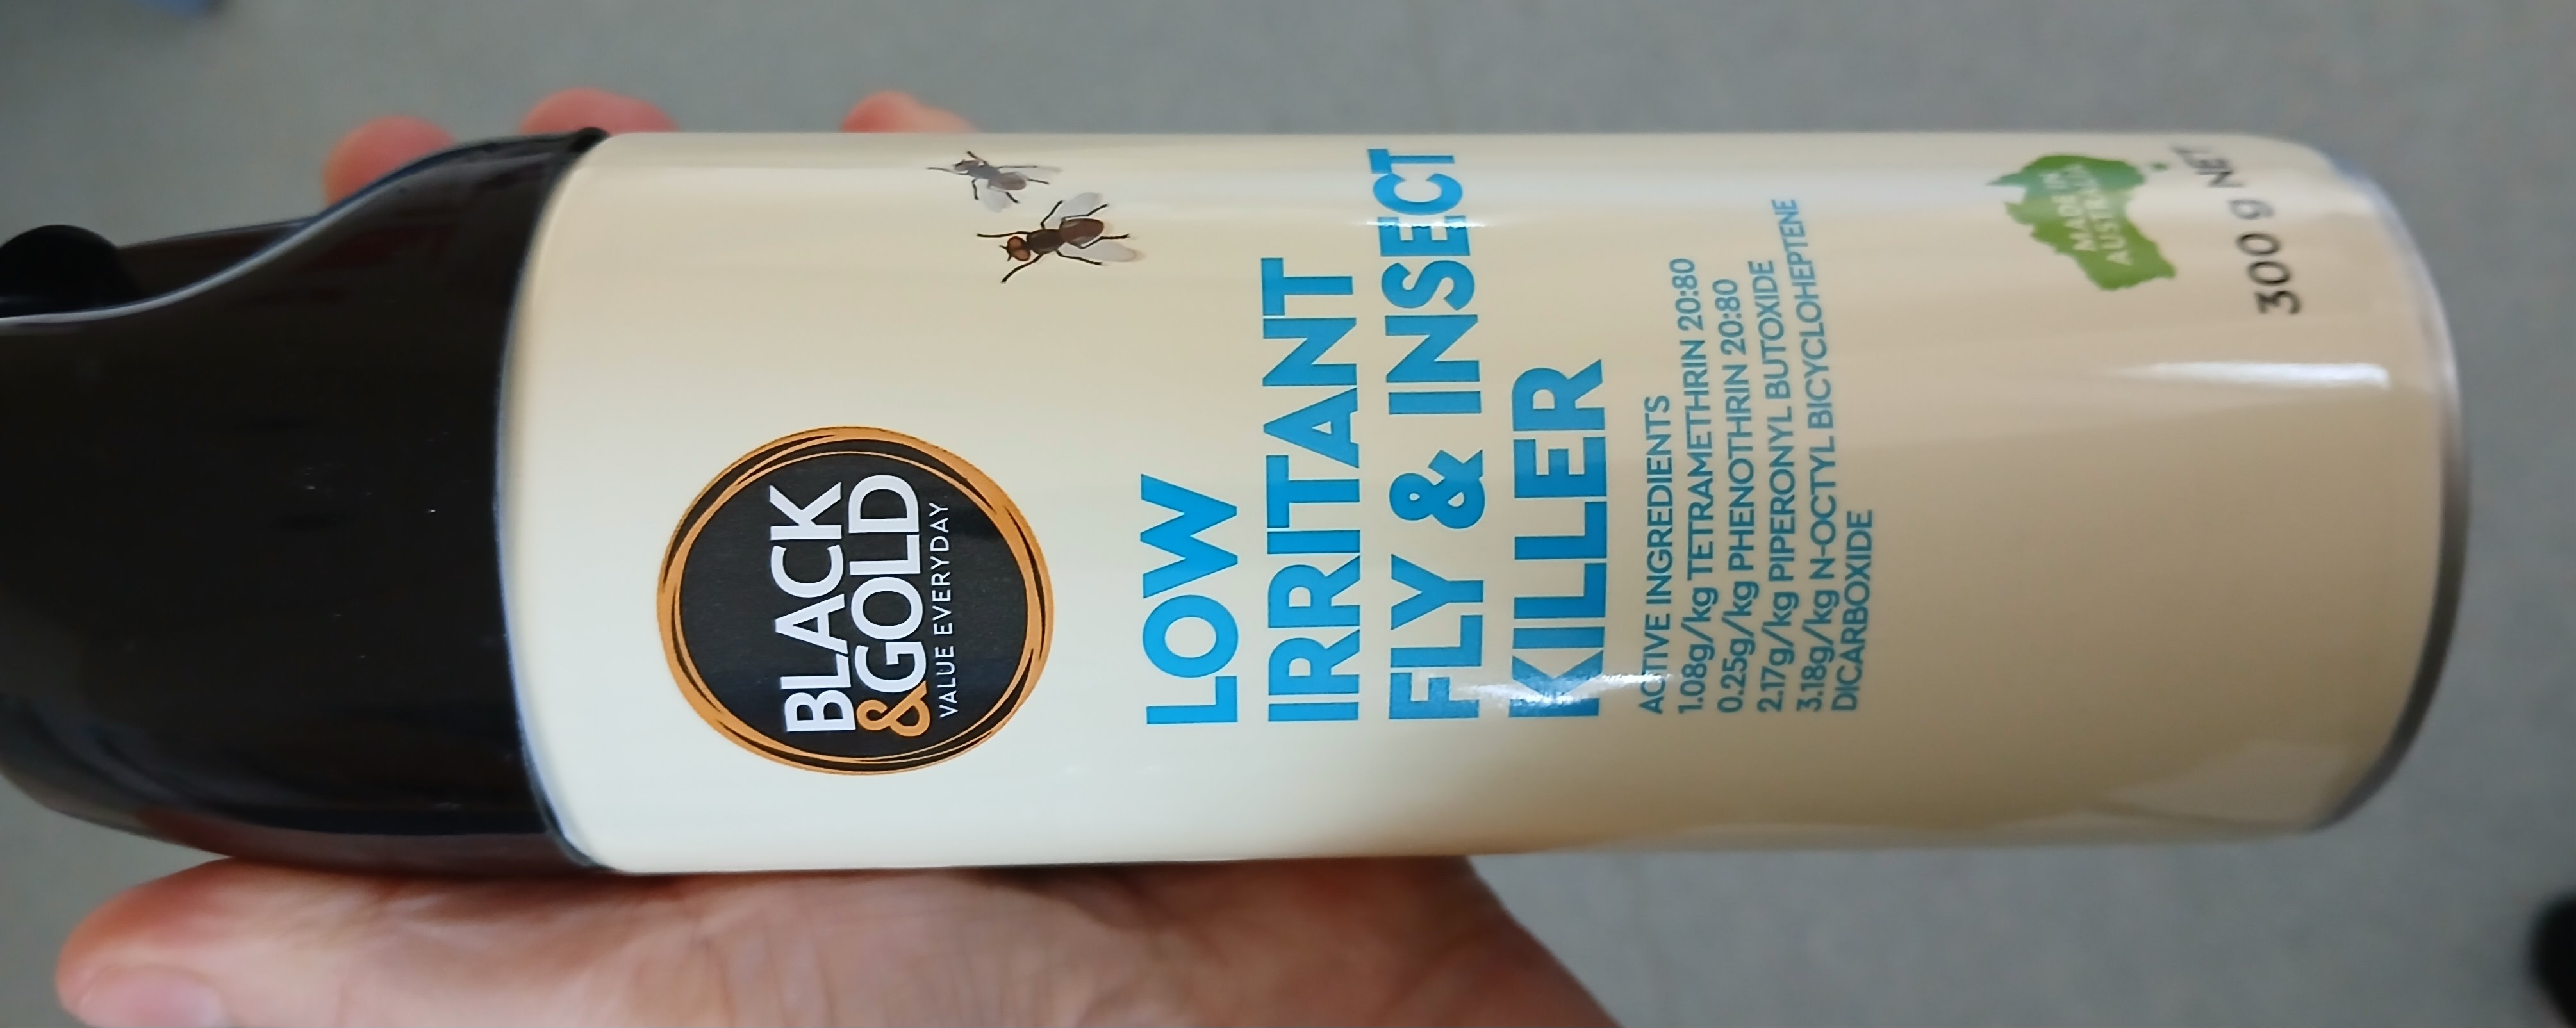 BLACK
&GOLD
VALUE EVERYDAY
LOW
IRRITANT
FLY & INSECT
KILLER
ACTIVE INGREDIENTS
1.08g/kg TETRAMETHRIN 20:80
0.25g/kg PHENOTHRIN 20:80
2.17g/kg PIPERONYL BUTOXIDE
3.18g/kg N-OCTYL BICYCLOHEPTENE
DICARBOXIDE
MADE IN
AUSTRALIA
300 g NET